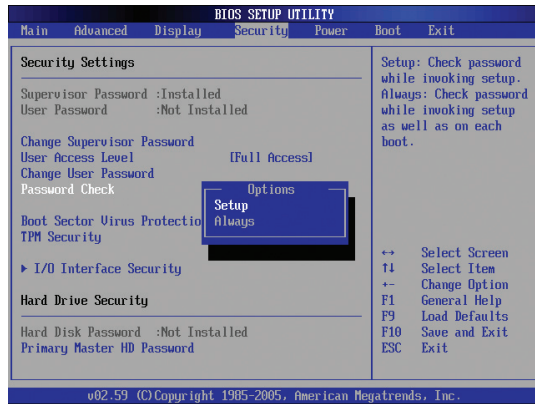 BIOS SETUP UTILITY
Main Advanced Display Security Power Boot Exit
Security Settings
Supervisor Password :Installed
User Password :Not Installed
Change Supervisor Password
User Access Level [Full Access]
Change User Password
Password Check
Boot Sector Virus Protectio
TPM Security
▶ I/O Interface Security
Hard Drive Security
Hard Disk Password :Not Installed
Primary Master HD Password
Options
Setup
Always
Setup: Check password
while invoking setup.
Always: Check password
while invoking setup
as well as on each
boot.
↔ Select Screen
↑↓ Select Item
+- Change Option
F1 General Help
F9 Load Defaults
F10 Save and Exit
ESC Exit
v02.59 (C)Copyright 1985-2005, American Megatrends, Inc.